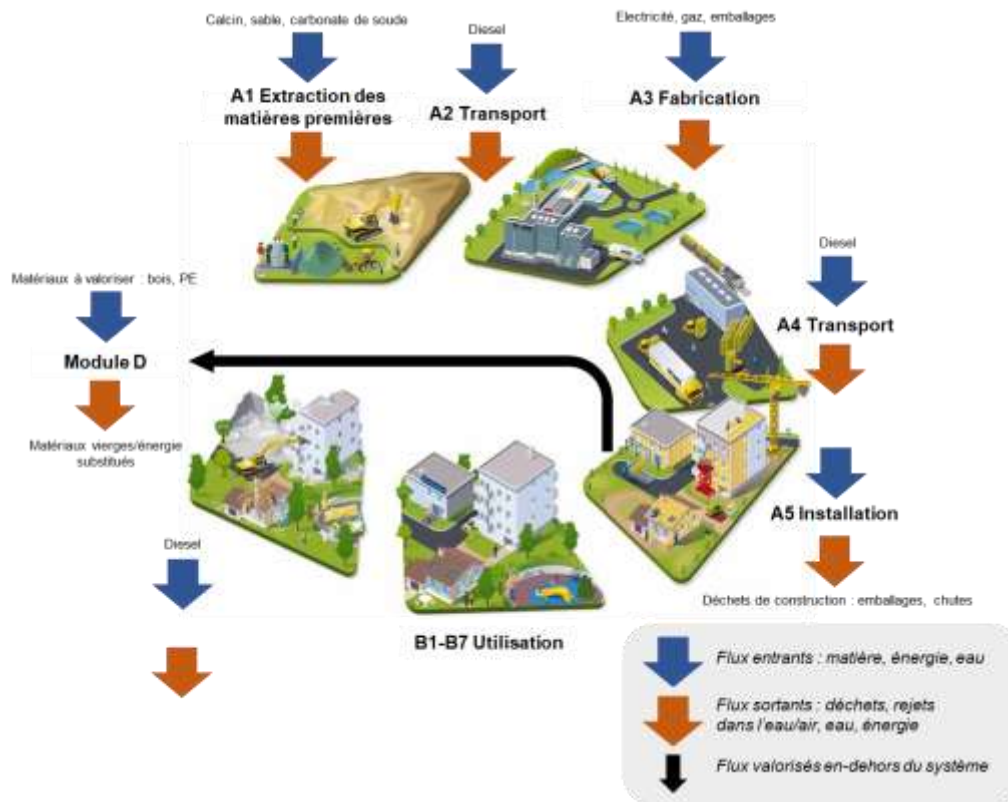 Calcin, sable, carbonate de soude
Diesel
Electricité, gaz, emballages
A1 Extraction des
matières premières
A2 Transport
A3 Fabrication
Matériaux à valoriser : bois, PE
Module D
Matériaux vierges/énergie
substitués
Diesel
A4 Transport
A5 Installation
Déchets de construction : emballages, chutes
Diesel
B1-B7 Utilisation
Flux entrants : matière, énergie, eau
Flux sortants : déchets, rejets
dans l'eau/air, eau, énergie
Flux valorisés en-dehors du système